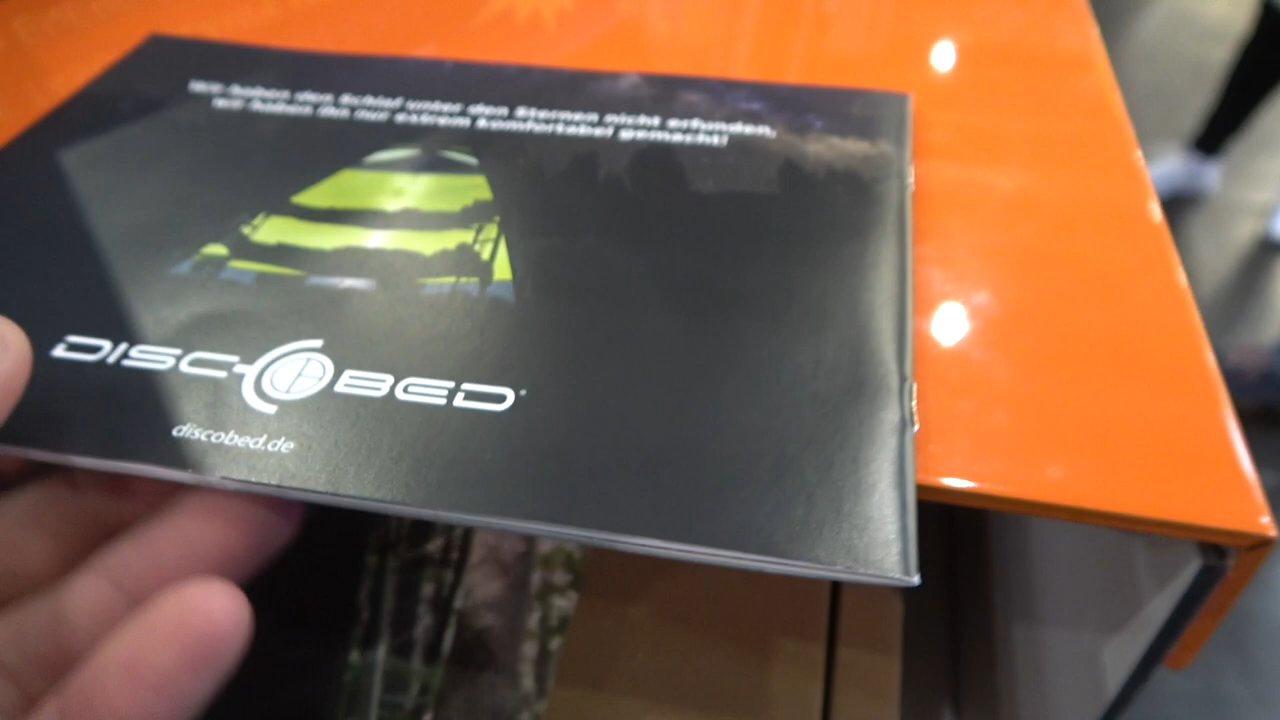 Wir haben den Schlaf unter den Sternen nicht erfunden,
wir haben ihn nur extrem komfortabel gemacht!
DISC-O-BED®
discobed.de